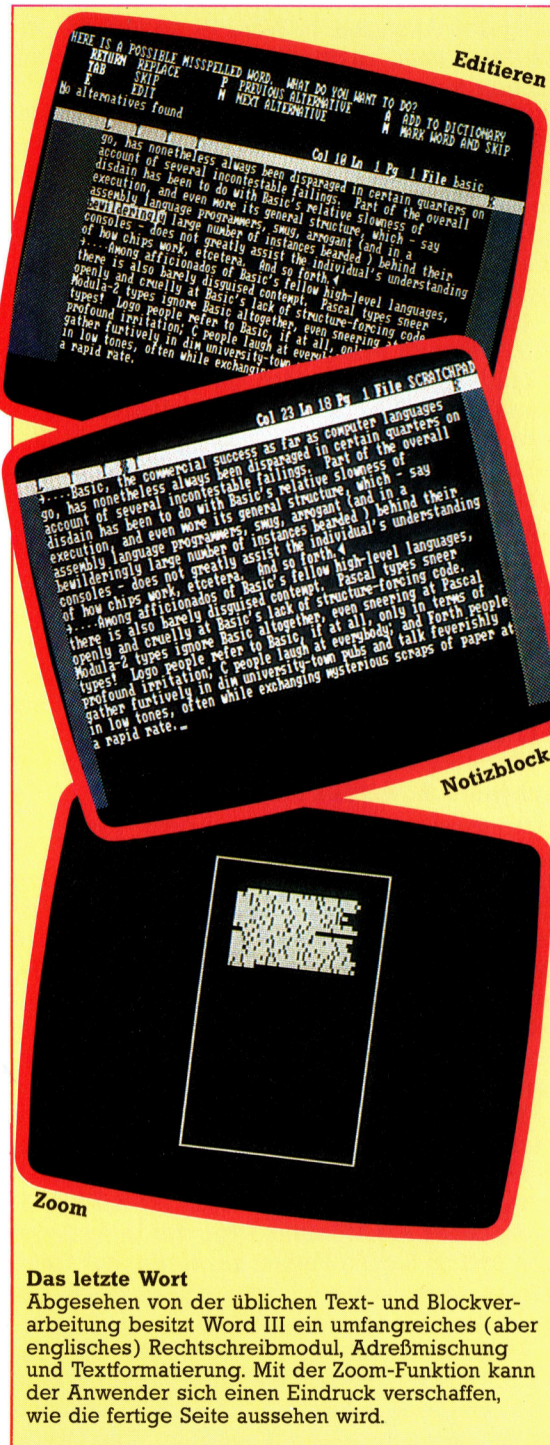 Editieren
HERE IS A POSSIBLE MISSPELLED WORD. WHAT DO YOU WANT TO DO?
RETURN REPLACE P PREVIOUS ALTERNATIVE A ADD TO DICTIONARY
TAB SKIP N NEXT ALTERNATIVE M MARK WORD AND SKIP
E EDIT
No alternatives found
Col 10 Ln 1 Pg 1 File basic
go, has nonetheless always been disparaged in certain quarters on
account of several incontestable failings. Part of the overall
disdain has been to do with Basic's relative slowness of
execution, and even more its general structure, which - say
assembly language programmers, smug, arrogant (and in a
bewilderingly large number of instances bearded ) behind their
consoles - does not greatly assist the individual's understanding
of how chips work, etcetera. And so forth.
....Among afficionados of Basic's fellow high-level languages,
there is also barely disguised contempt. Pascal types sneer
openly and cruelly at Basic's lack of structure-forcing code,
Modula-2 types ignore Basic altogether, even sneering at
types! Logo people refer to Basic, if at all, only
profound irritation; C people laugh at
gather furtively in dim university-town
in low tones, often while exchanging
a rapid rate.
Col 23 Ln 18 Pg 1 File SCRATCHPAD
....Basic, the commercial success as far as computer languages
go, has nonetheless always been disparaged in certain quarters on
account of several incontestable failings. Part of the overall
disdain has been to do with Basic's relative slowness of
execution, and even more its general structure, which - say
assembly language programmers, smug, arrogant (and in a
bewilderingly large number of instances bearded ) behind their
consoles - does not greatly assist the individual's understanding
of how chips work, etcetera. And so forth.
....Among afficionados of Basic's fellow high-level languages,
there is also barely disguised contempt. Pascal types sneer
openly and cruelly at Basic's lack of structure-forcing code,
Modula-2 types ignore Basic altogether, even sneering at Pascal
types! Logo people refer to Basic, if at all, only in terms of
profound irritation; C people laugh at everybody; and Forth people
gather furtively in dim university-town pubs and talk feverishly
in low tones, often while exchanging mysterious scraps of paper at
a rapid rate.
Notizblock
Zoom
Das letzte Wort
Abgesehen von der üblichen Text- und Blockver-
arbeitung besitzt Word III ein umfangreiches (aber
englisches) Rechtschreibmodul, Adreßmischung
und Textformatierung. Mit der Zoom-Funktion kann
der Anwender sich einen Eindruck verschaffen,
wie die fertige Seite aussehen wird.